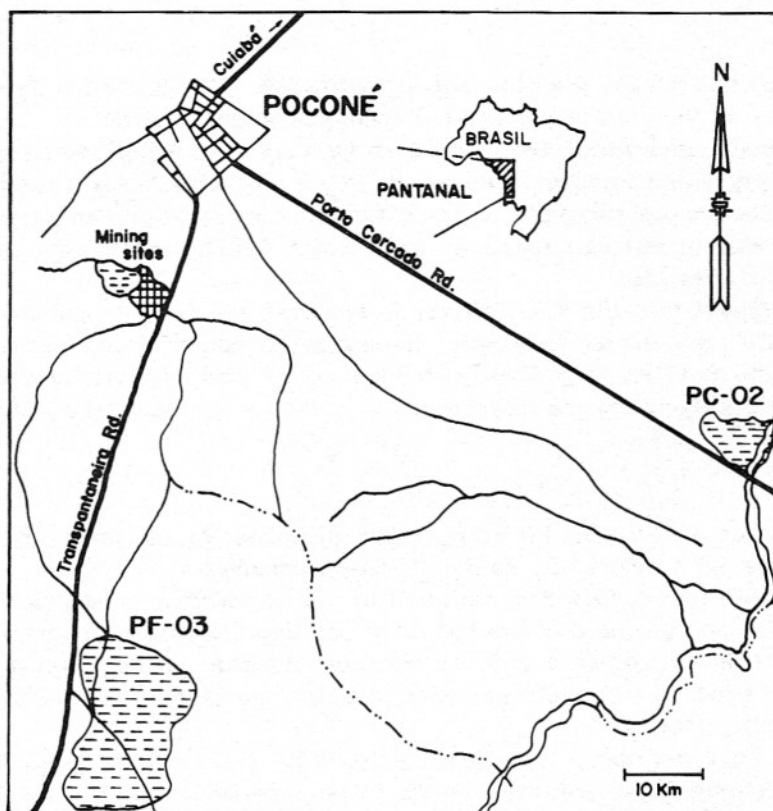 Cuiabá →
POCONÉ
N
BRASIL
PANTANAL
Porto Cercado Rd.
Mining
sites
PC-02
Transpantaneira Rd.
PF-03
10 Km